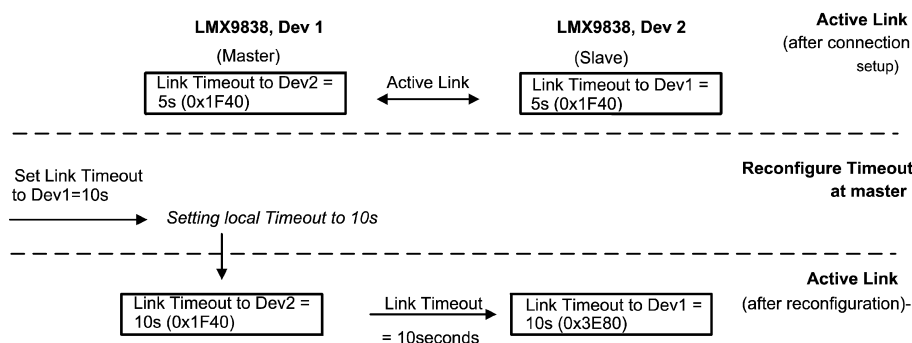 LMX9838, Dev 1
(Master)
LMX9838, Dev 2
(Slave)
Active Link
(after connection
setup)
Link Timeout to Dev2 =
5s (0x1F40)
Active Link
Link Timeout to Dev1 =
5s (0x1F40)
Reconfigure Timeout
at master
Set Link Timeout
to Dev1=10s
Setting local Timeout to 10s
Active Link
(after reconfiguration)-
Link Timeout to Dev2 =
10s (0x1F40)
Link Timeout
= 10seconds
Link Timeout to Dev1 =
10s (0x3E80)